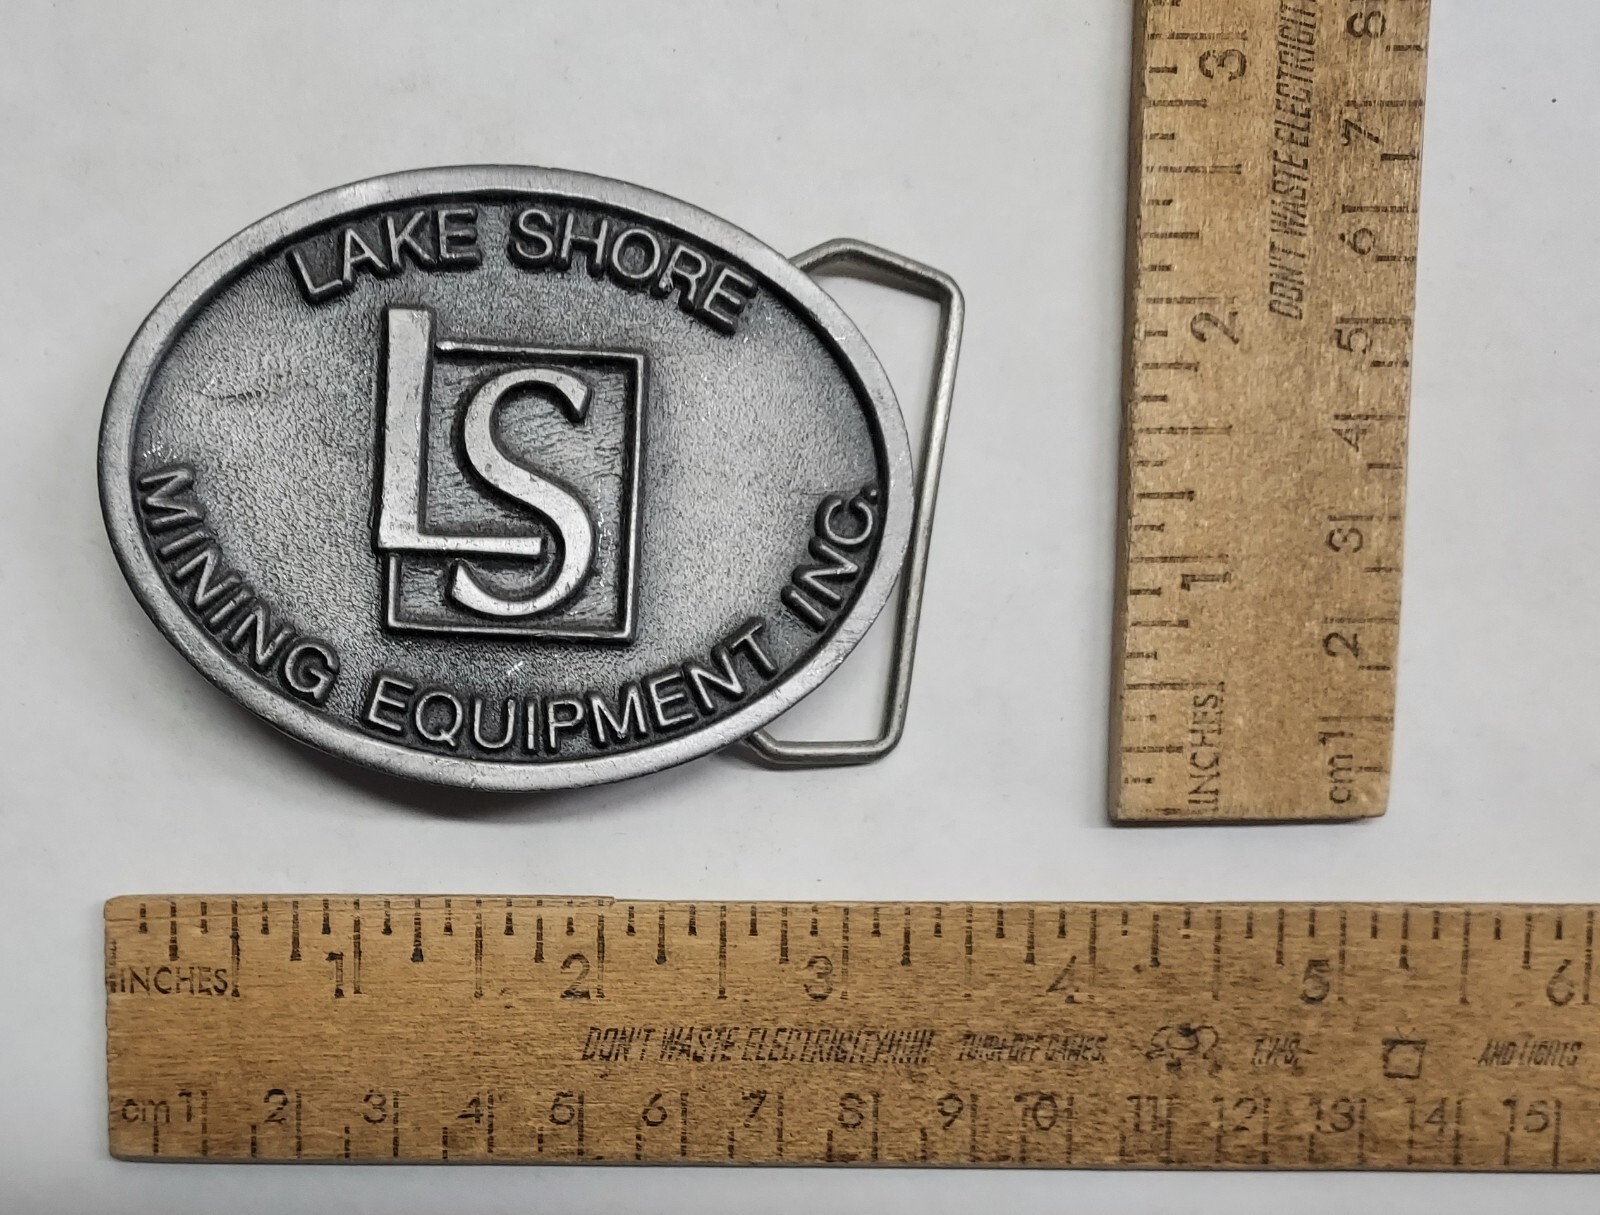 LAKE SHORE
LS
MINING EQUIPMENT INC.
INCHES 1 2 3
DON'T WASTE ELECTRICITY
cm 1 2 3 4 5 6 7 8
INCHES 1 2 3 4 5 6
DON'T WASTE ELECTRICITY!!!! TURN OFF GAMES, T.V.'S, AND LIGHTS
cm 1 2 3 4 5 6 7 8 9 10 11 12 13 14 15